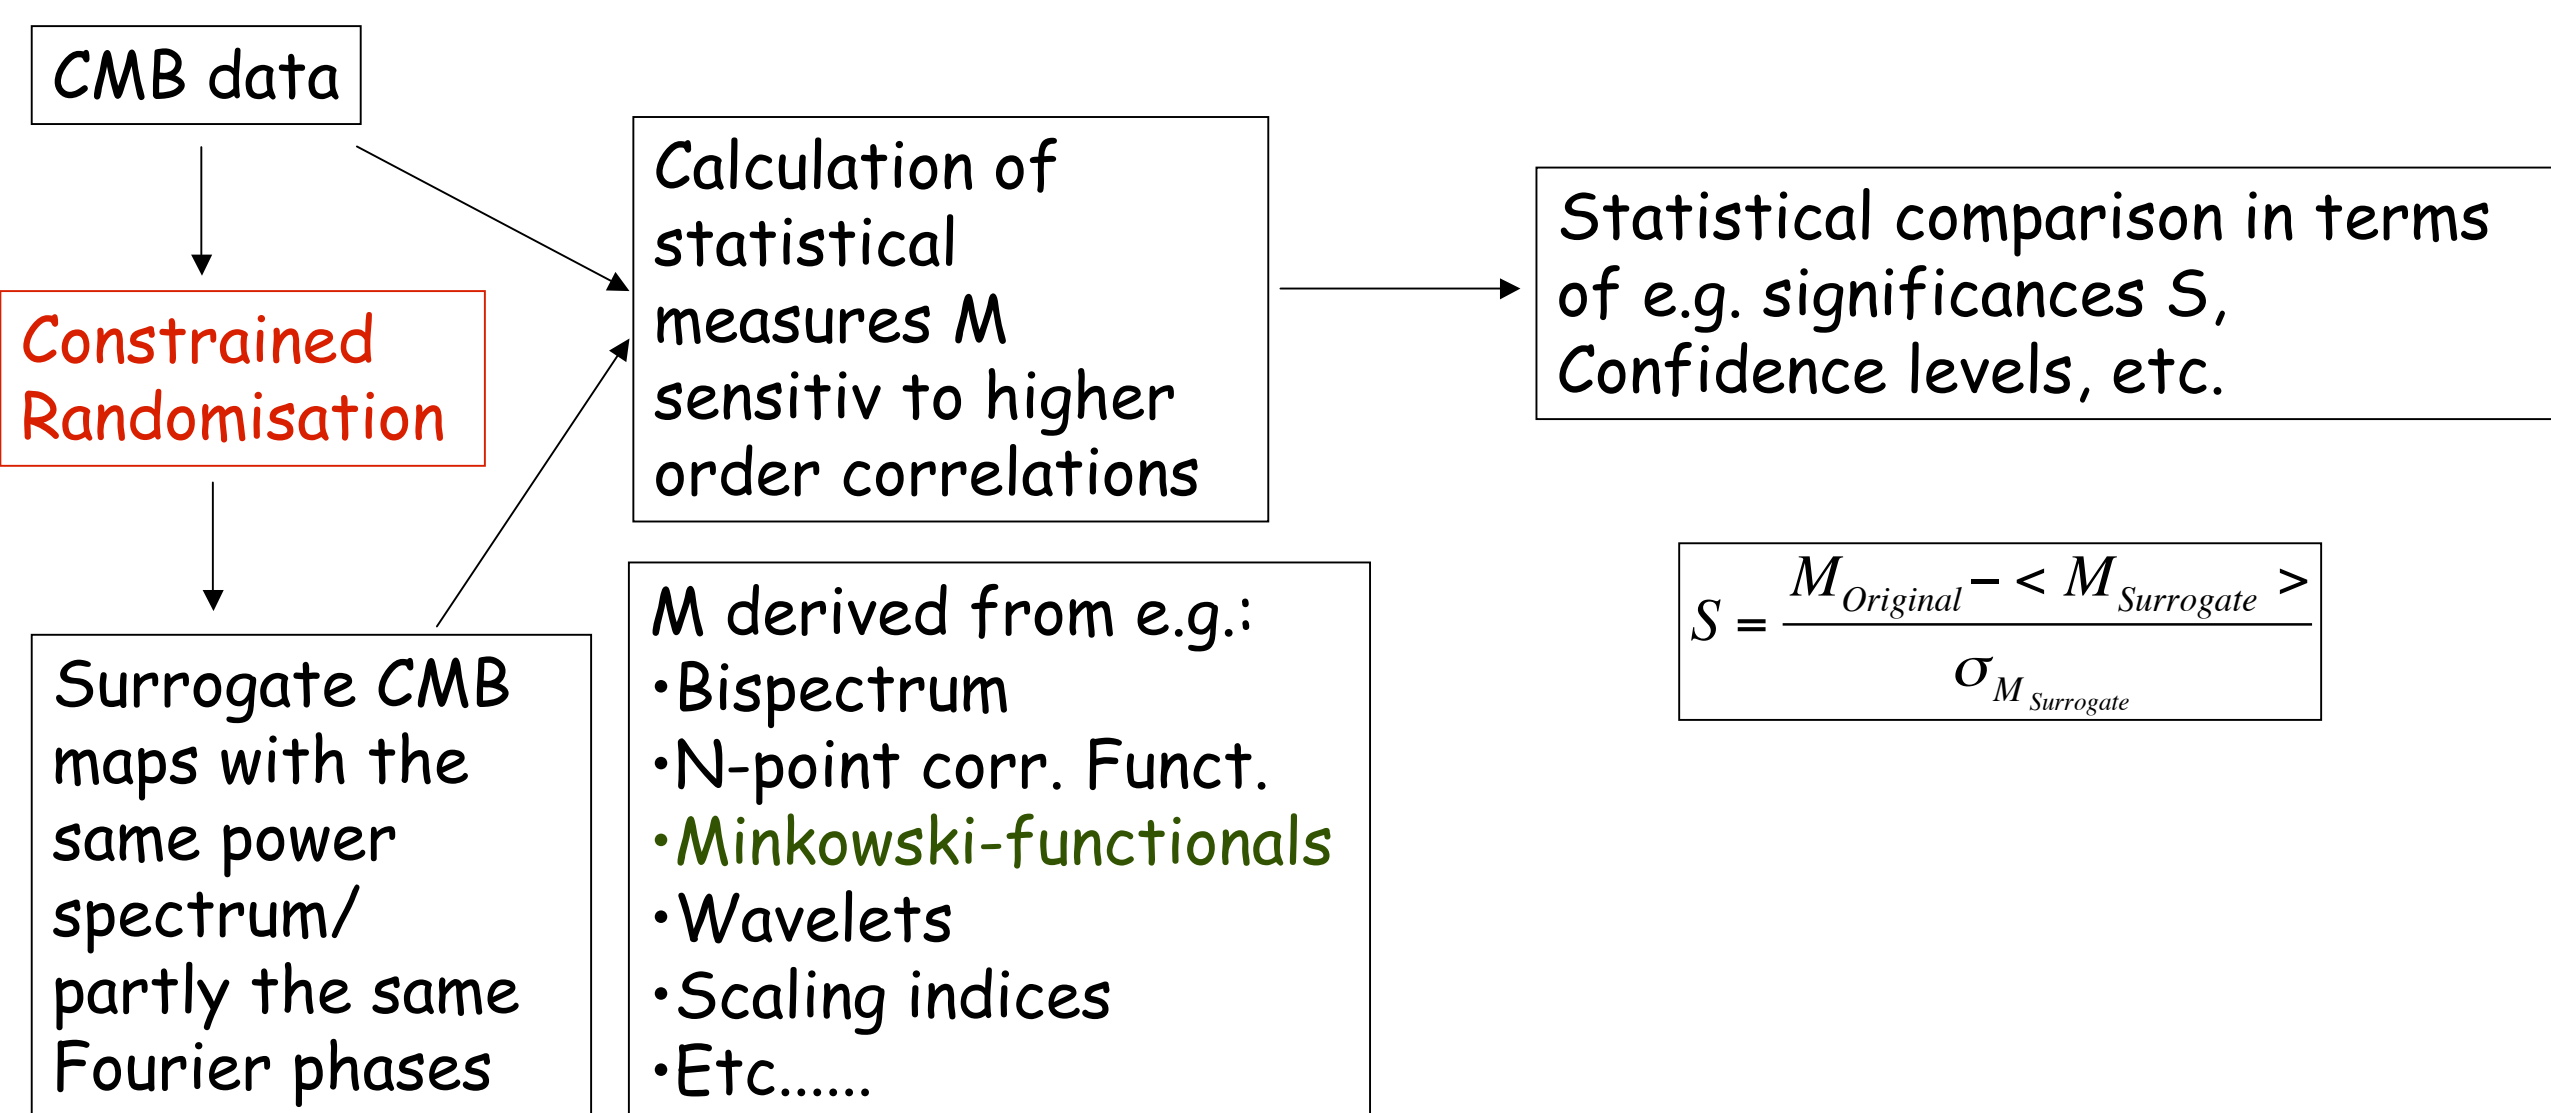 CMB data
Constrained
Randomisation
Surrogate CMB
maps with the
same power
spectrum/
partly the same
Fourier phases
Calculation of
statistical
measures M
sensitiv to higher
order correlations
M derived from e.g.:
•Bispectrum
•N-point corr. Funct.
•Minkowski-functionals
•Wavelets
•Scaling indices
•Etc......
Statistical comparison in terms
of e.g. significances S,
Confidence levels, etc.
S = (M_Original − < M_Surrogate >) / σ_M_Surrogate